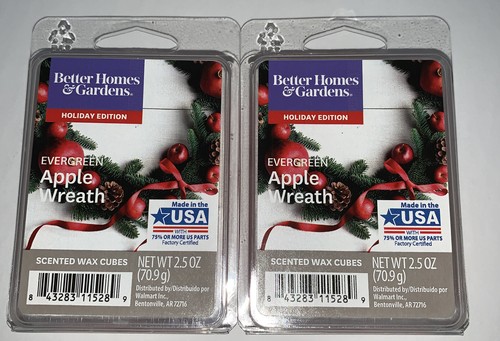 Better Homes
& Gardens®
HOLIDAY EDITION
EVERGREEN
Apple
Wreath
Made in the
USA
WITH
75% OR MORE US PARTS
Factory Certified
SCENTED WAX CUBES
NET WT 2.5 OZ
(70.9 g)
Distributed by/Distribuido por
Walmart Inc.,
Bentonville, AR 72716
8 43283 11528 9
Better Homes
& Gardens®
HOLIDAY EDITION
EVERGREEN
Apple
Wreath
Made in the
USA
WITH
75% OR MORE US PARTS
Factory Certified
SCENTED WAX CUBES
NET WT 2.5 OZ
(70.9 g)
Distributed by/Distribuido por
Walmart Inc.,
Bentonville, AR 72716
8 43283 11528 9